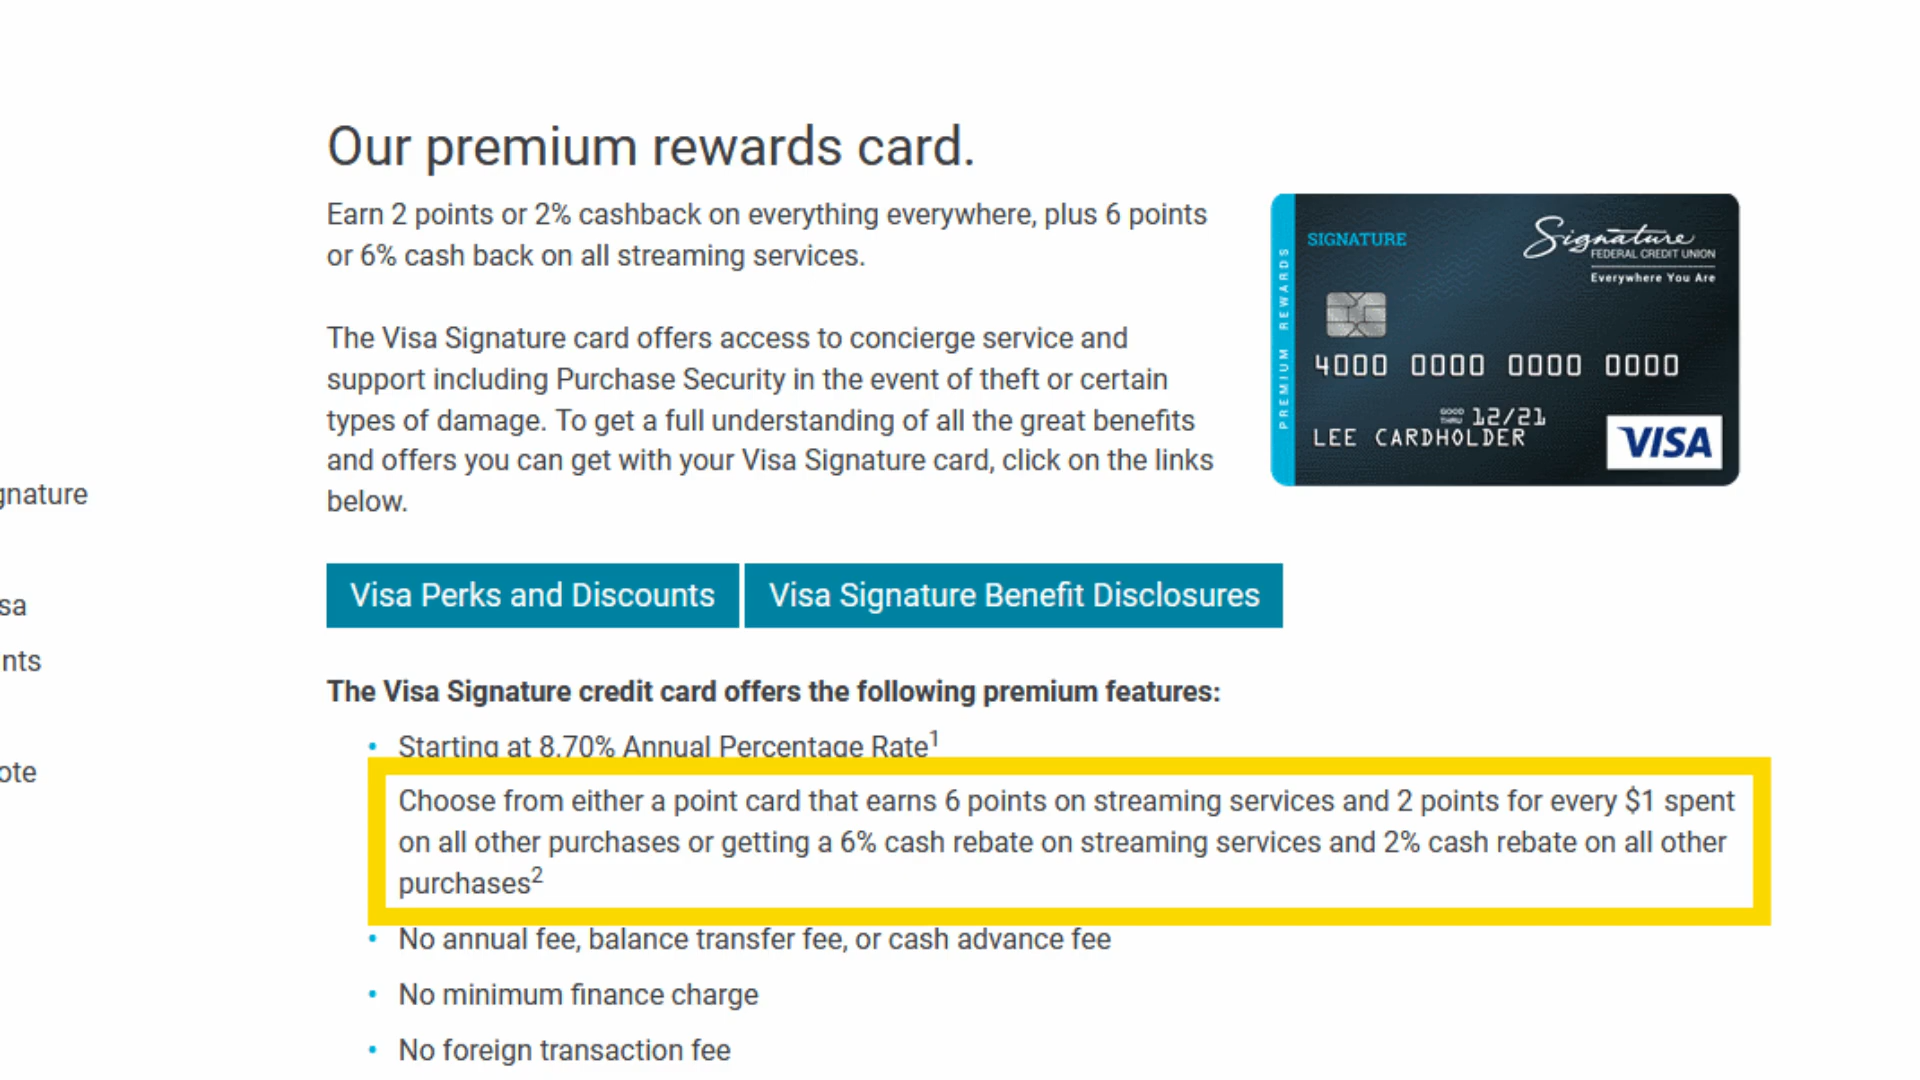 Our premium rewards card.
Earn 2 points or 2% cashback on everything everywhere, plus 6 points
or 6% cash back on all streaming services.
The Visa Signature card offers access to concierge service and
support including Purchase Security in the event of theft or certain
types of damage. To get a full understanding of all the great benefits
and offers you can get with your Visa Signature card, click on the links
below.
SIGNATURE
Signature
FEDERAL CREDIT UNION
Everywhere You Are
PREMIUM REWARDS
4000 0000 0000 0000
GOOD
THRU
12/21
LEE CARDHOLDER
VISA
gnature
sa
nts
ote
Visa Perks and Discounts
Visa Signature Benefit Disclosures
The Visa Signature credit card offers the following premium features:
• Starting at 8.70% Annual Percentage Rate1
Choose from either a point card that earns 6 points on streaming services and 2 points for every $1 spent
on all other purchases or getting a 6% cash rebate on streaming services and 2% cash rebate on all other
purchases2
• No annual fee, balance transfer fee, or cash advance fee
• No minimum finance charge
• No foreign transaction fee